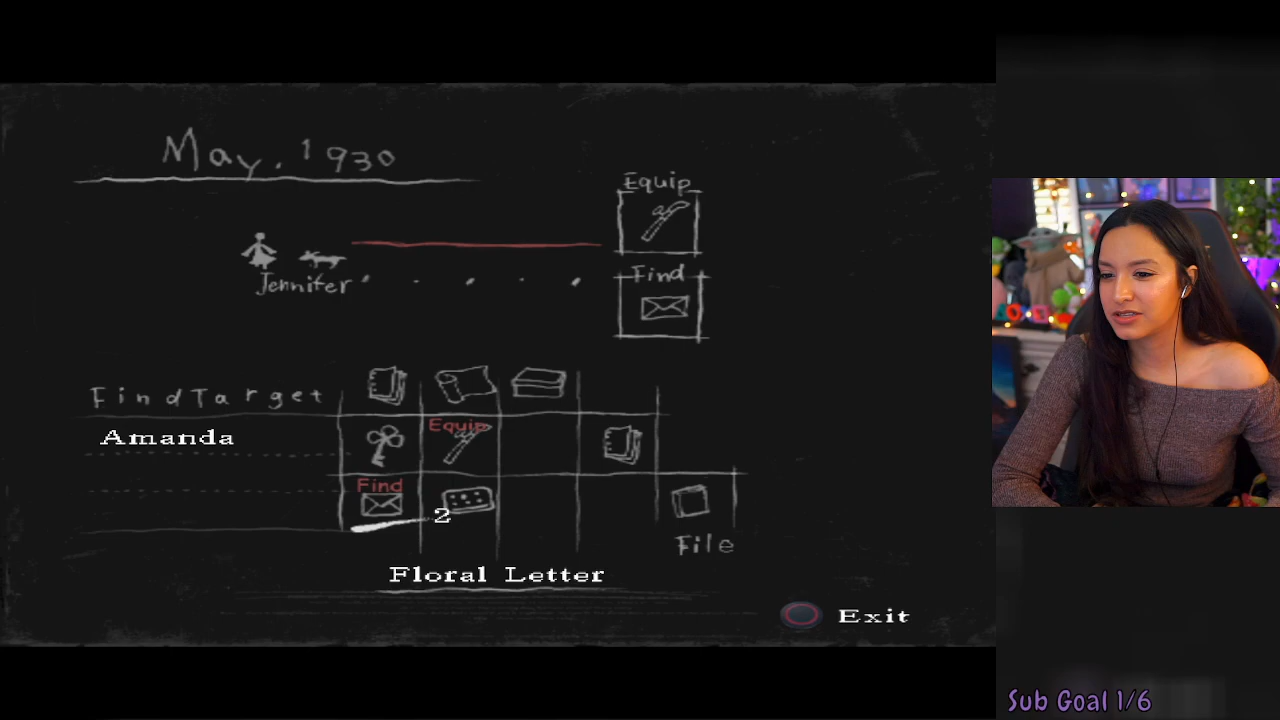 May. 1930
Equip
Find
Jennifer
FindTarget
Equip
Amanda
Find
2
File
Floral Letter
Exit
Sub Goal 1/6